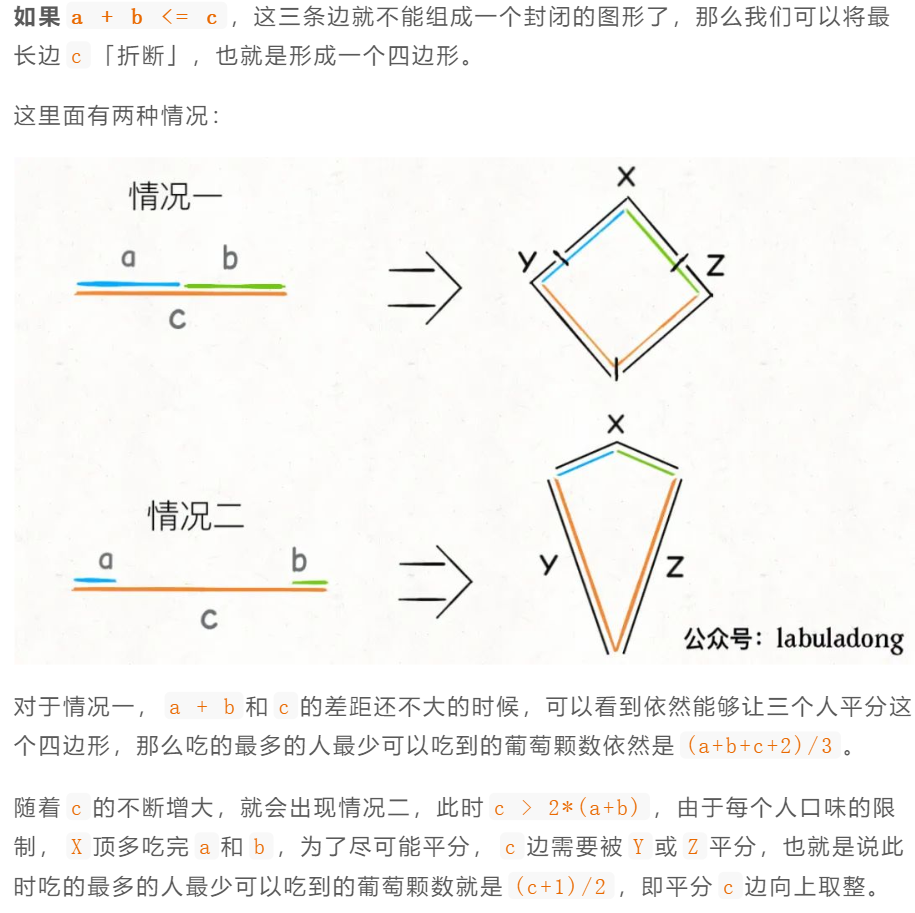 如果 a + b <= c ，这三条边就不能组成一个封闭的图形了，那么我们可以将最
长边 c 「折断」，也就是形成一个四边形。
这里面有两种情况：
情况一
a b
c
X
Y Z
情况二
a b
c
X
Y Z
公众号：labuladong
对于情况一， a + b 和 c 的差距还不大的时候，可以看到依然能够让三个人平分这
个四边形，那么吃的最多的人最少可以吃到的葡萄颗数依然是 (a+b+c+2)/3 。
随着 c 的不断增大，就会出现情况二，此时 c > 2*(a+b) ，由于每个人口味的限
制， X 顶多吃完 a 和 b ，为了尽可能平分， c 边需要被 Y 或 Z 平分，也就是说此
时吃的最多的人最少可以吃到的葡萄颗数就是 (c+1)/2 ，即平分 c 边向上取整。